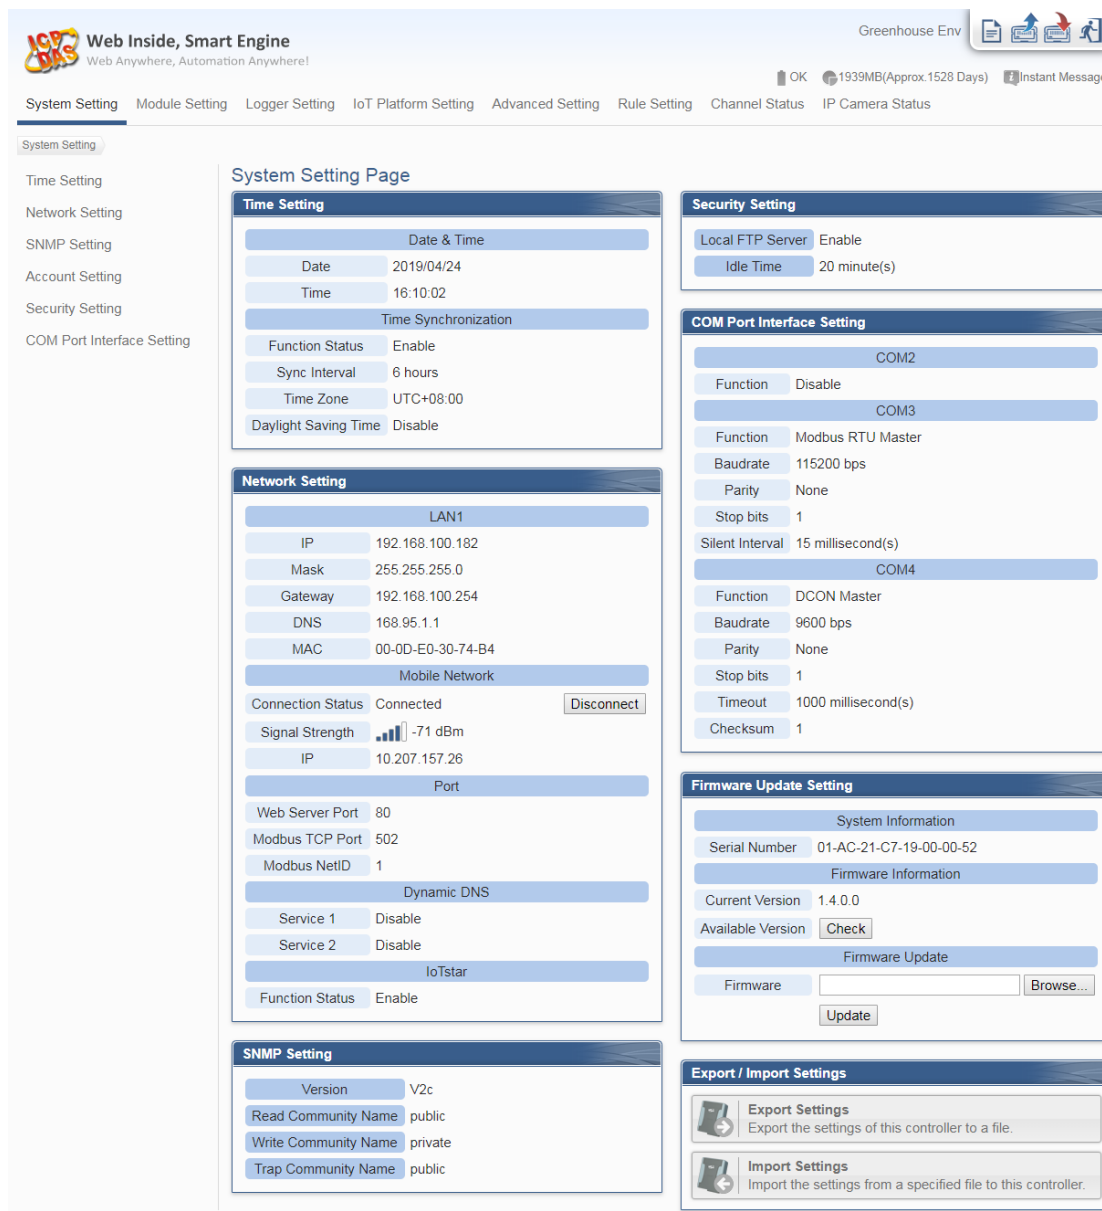 ICP DAS
Web Inside, Smart Engine
Web Anywhere, Automation Anywhere!
Greenhouse Env
OK 1939MB(Approx.1528 Days) Instant Message
System Setting Module Setting Logger Setting IoT Platform Setting Advanced Setting Rule Setting Channel Status IP Camera Status
System Setting
Time Setting
Network Setting
SNMP Setting
Account Setting
Security Setting
COM Port Interface Setting
System Setting Page
Time Setting
Date & Time
Date 2019/04/24
Time 16:10:02
Time Synchronization
Function Status Enable
Sync Interval 6 hours
Time Zone UTC+08:00
Daylight Saving Time Disable
Network Setting
LAN1
IP 192.168.100.182
Mask 255.255.255.0
Gateway 192.168.100.254
DNS 168.95.1.1
MAC 00-0D-E0-30-74-B4
Mobile Network
Connection Status Connected Disconnect
Signal Strength -71 dBm
IP 10.207.157.26
Port
Web Server Port 80
Modbus TCP Port 502
Modbus NetID 1
Dynamic DNS
Service 1 Disable
Service 2 Disable
IoTstar
Function Status Enable
SNMP Setting
Version V2c
Read Community Name public
Write Community Name private
Trap Community Name public
Security Setting
Local FTP Server Enable
Idle Time 20 minute(s)
COM Port Interface Setting
COM2
Function Disable
COM3
Function Modbus RTU Master
Baudrate 115200 bps
Parity None
Stop bits 1
Silent Interval 15 millisecond(s)
COM4
Function DCON Master
Baudrate 9600 bps
Parity None
Stop bits 1
Timeout 1000 millisecond(s)
Checksum 1
Firmware Update Setting
System Information
Serial Number 01-AC-21-C7-19-00-00-52
Firmware Information
Current Version 1.4.0.0
Available Version Check
Firmware Update
Firmware Browse...
Update
Export / Import Settings
Export Settings
Export the settings of this controller to a file.
Import Settings
Import the settings from a specified file to this controller.